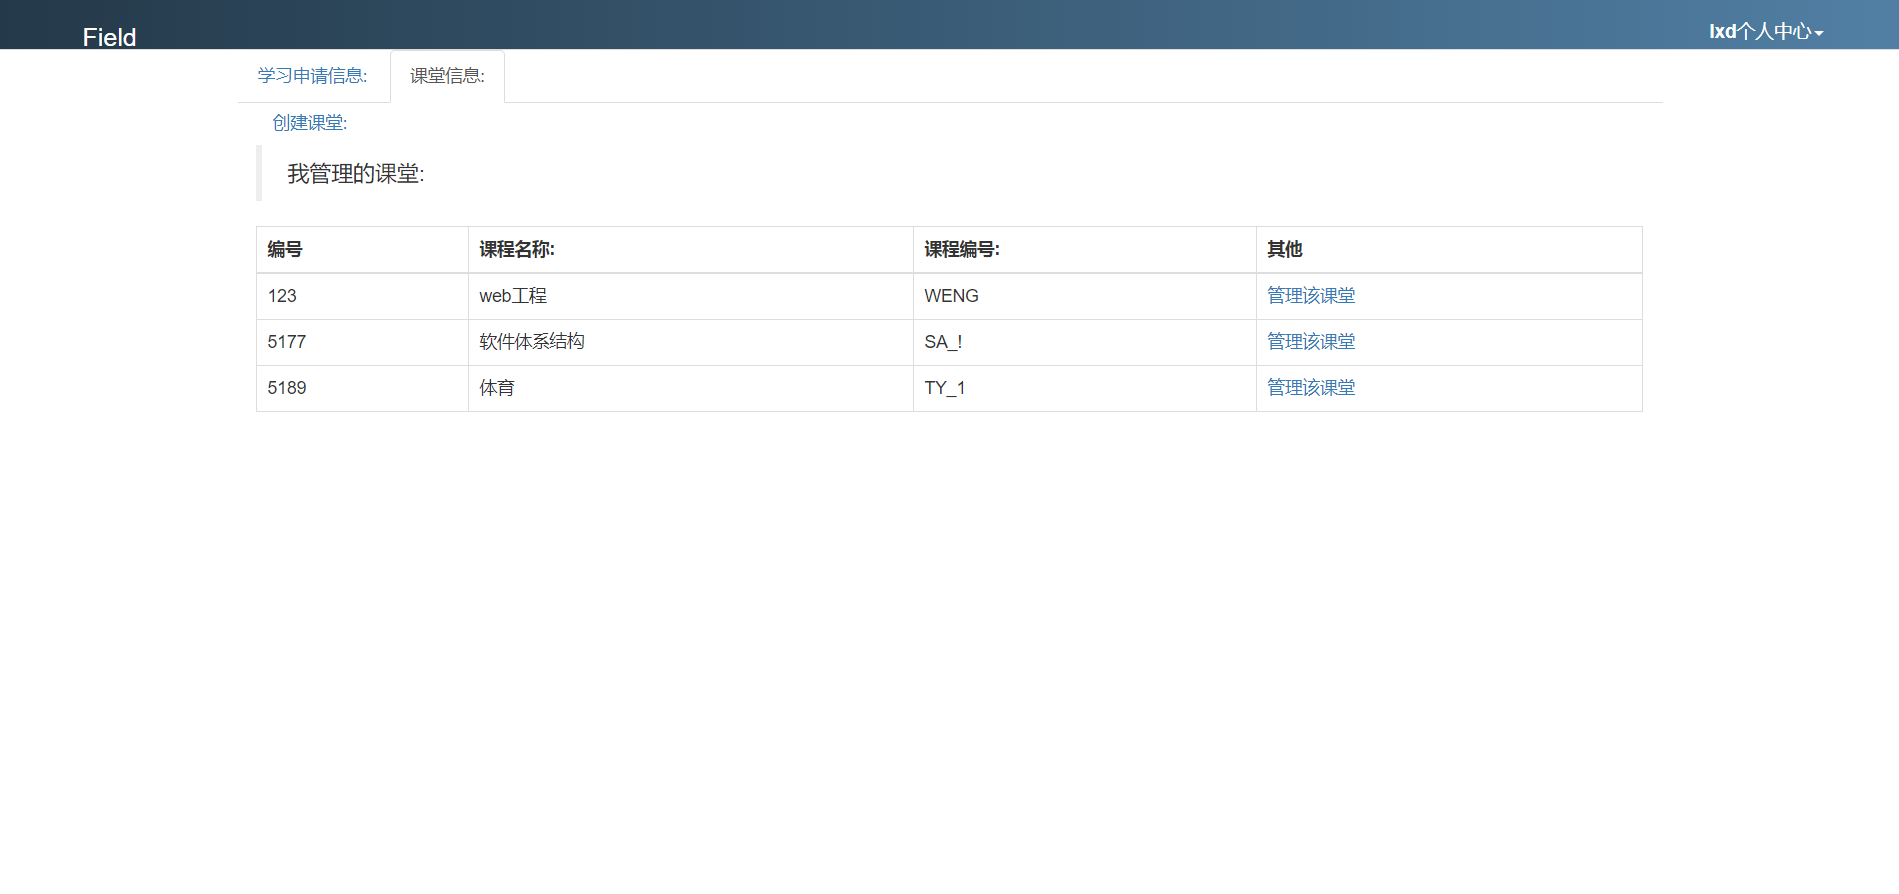 Field
lxd个人中心
学习申请信息: 课堂信息:
创建课堂:
我管理的课堂:
编号 课程名称: 课程编号: 其他
123 web工程 WENG 管理该课堂
5177 软件体系结构 SA_! 管理该课堂
5189 体育 TY_1 管理该课堂